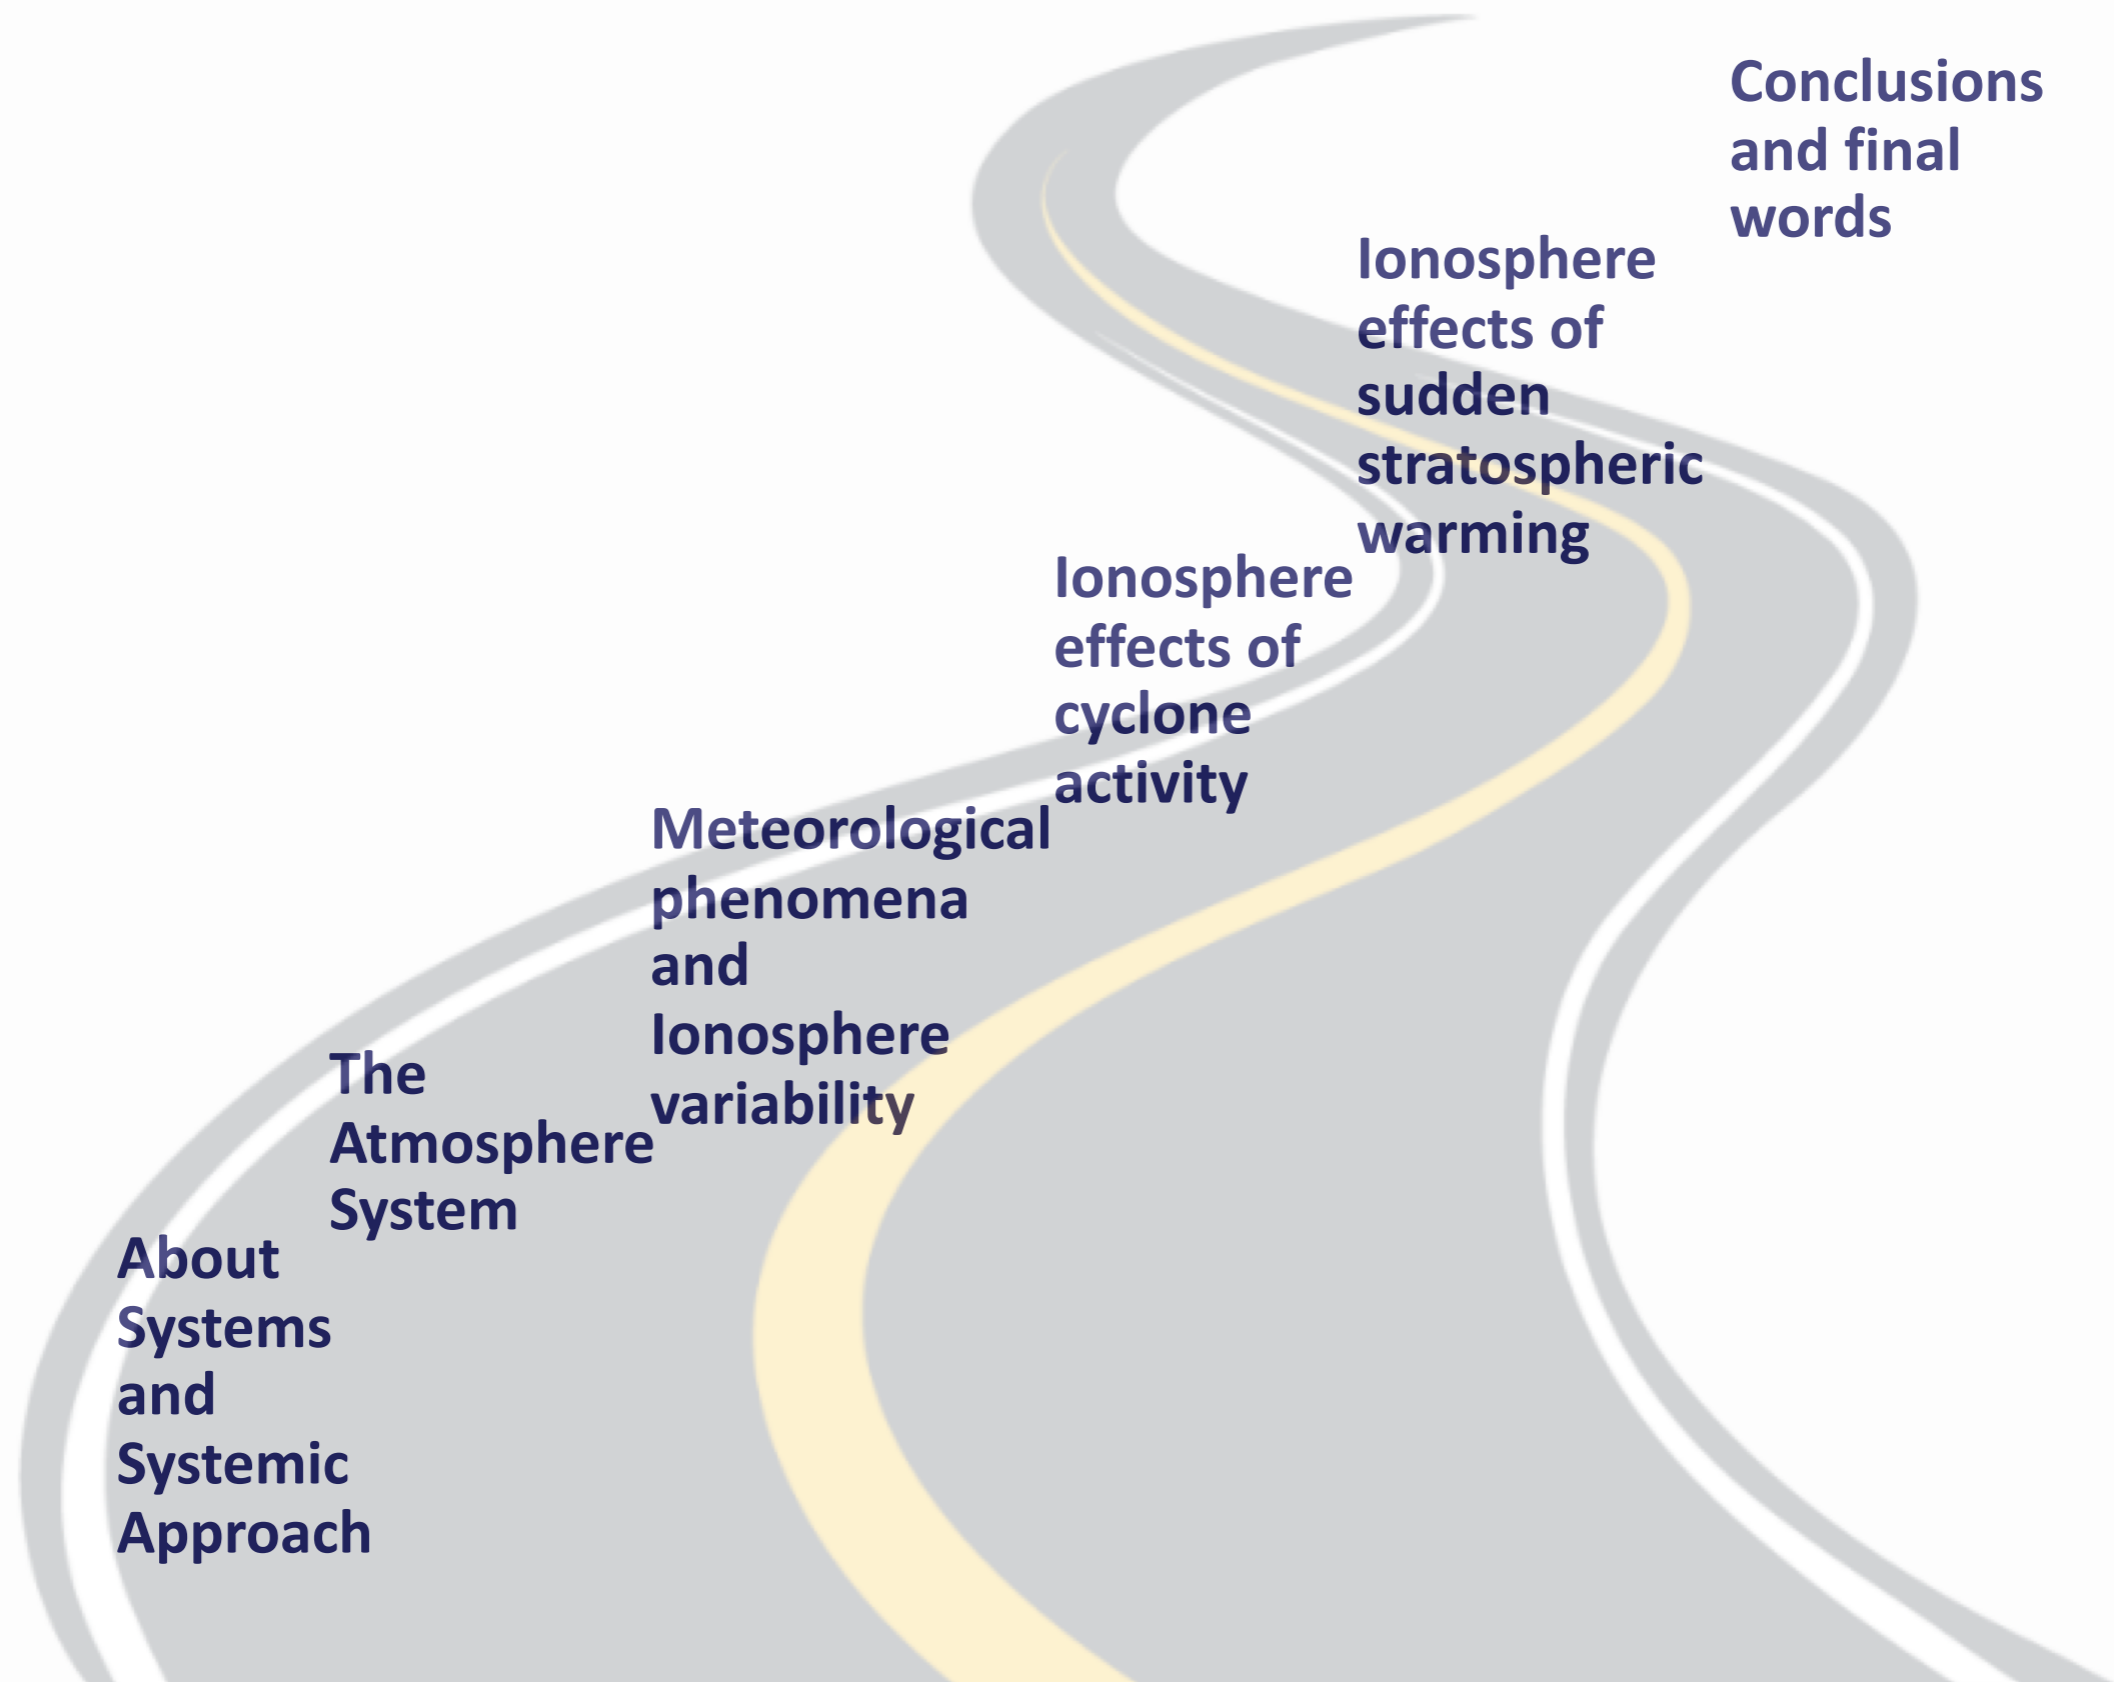 Conclusions
and final
words
Ionosphere
effects of
sudden
stratospheric
warming
Ionosphere
effects of
cyclone
activity
Meteorological
phenomena
and
Ionosphere
variability
The
Atmosphere
System
About
Systems
and
Systemic
Approach